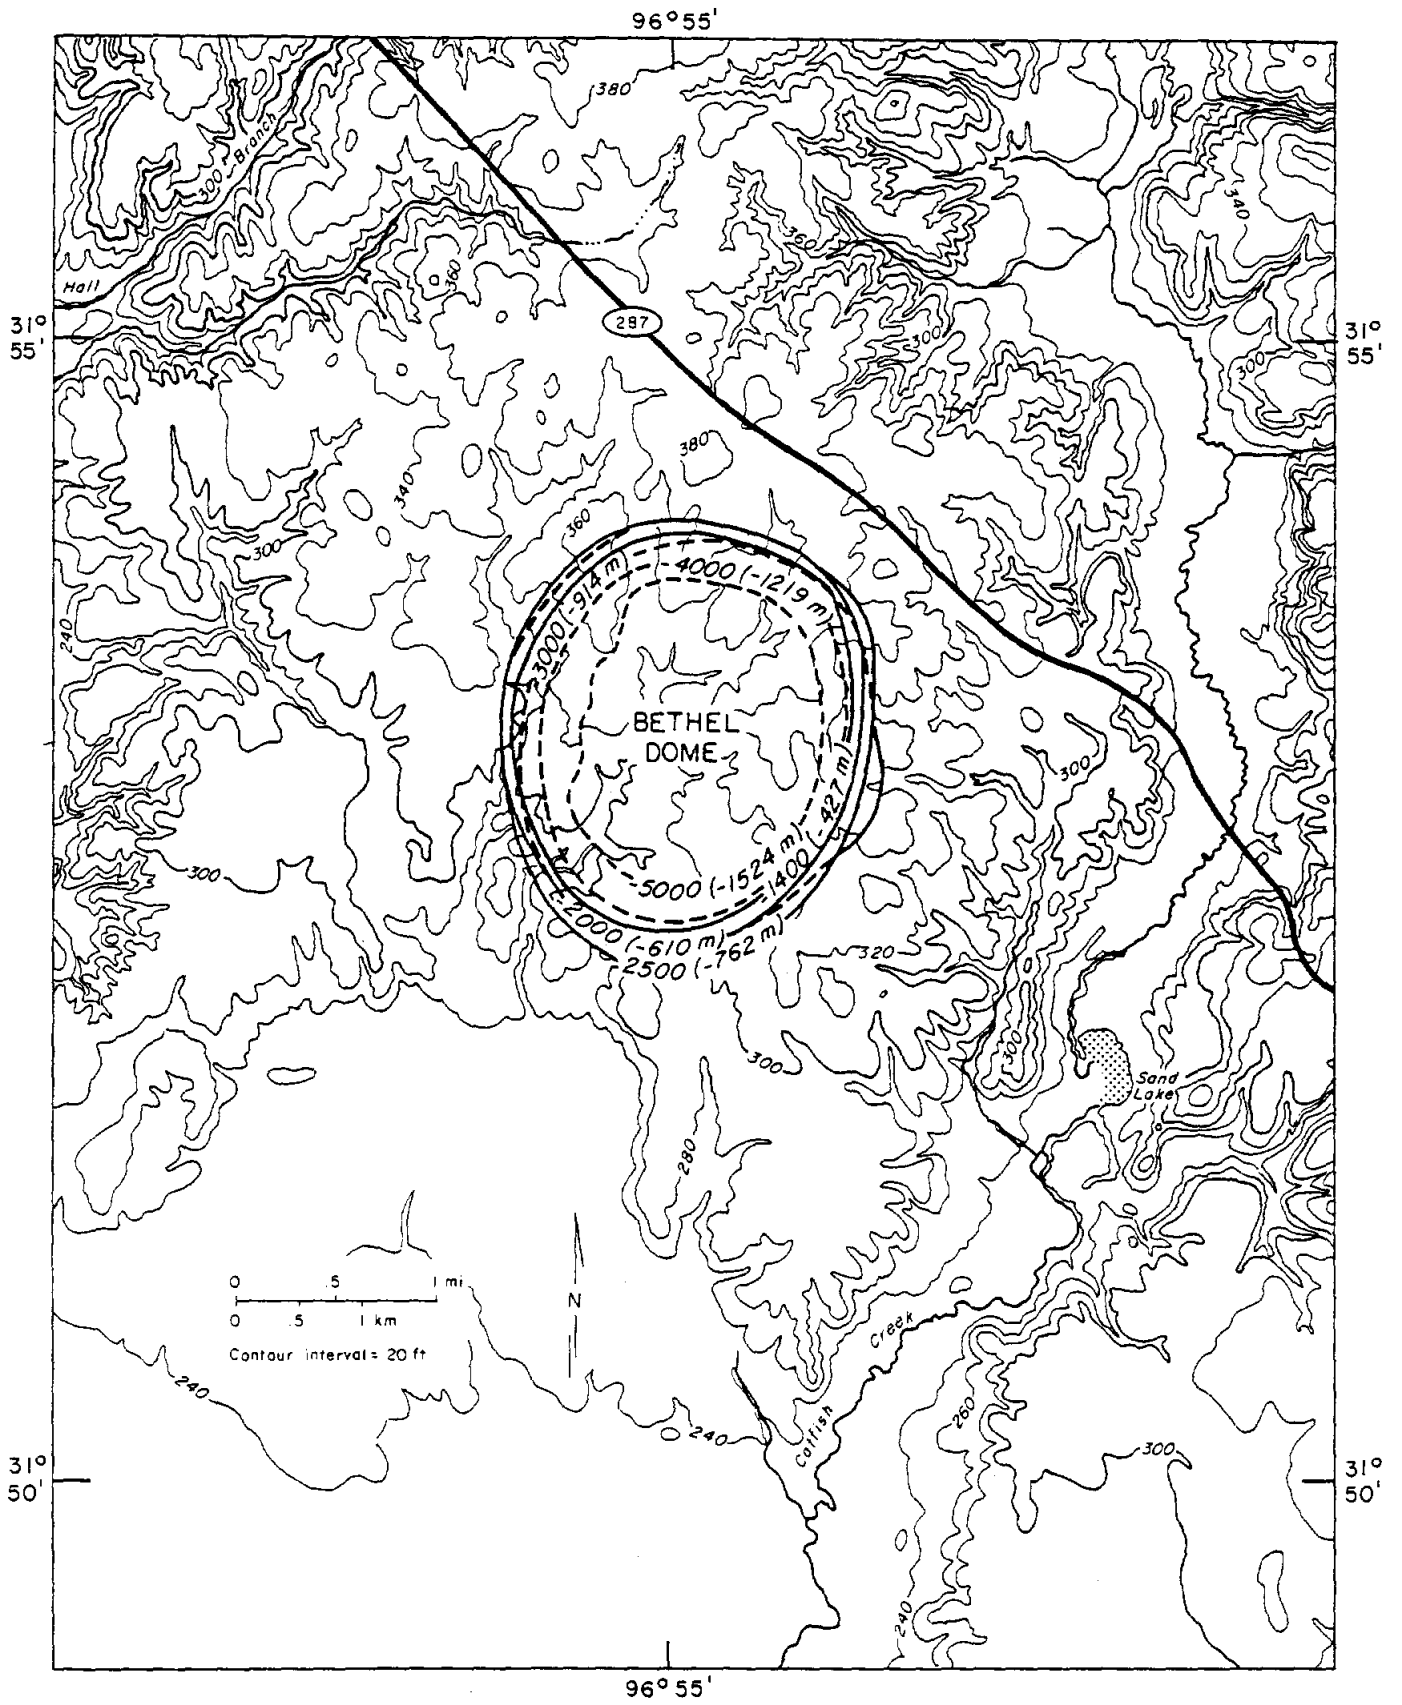 96°55'
380
300
Branch
340
360
Hall
360
31°
55'
287
31°
55'
300
300
380
340
360
300
-4000 (-1219 m)
-3000 (-914 m)
240
BETHEL
DOME
300
-1400 (-427 m)
300
-5000 (-1524 m)
-2000 (-610 m)
-2500 (-762 m)
320
300
300
Sand
Lake
280
0 .5 1 mi
0 .5 1 km
N
Contour interval = 20 ft
Catfish Creek
240
240
260
300
31°
50'
31°
50'
240
96°55'